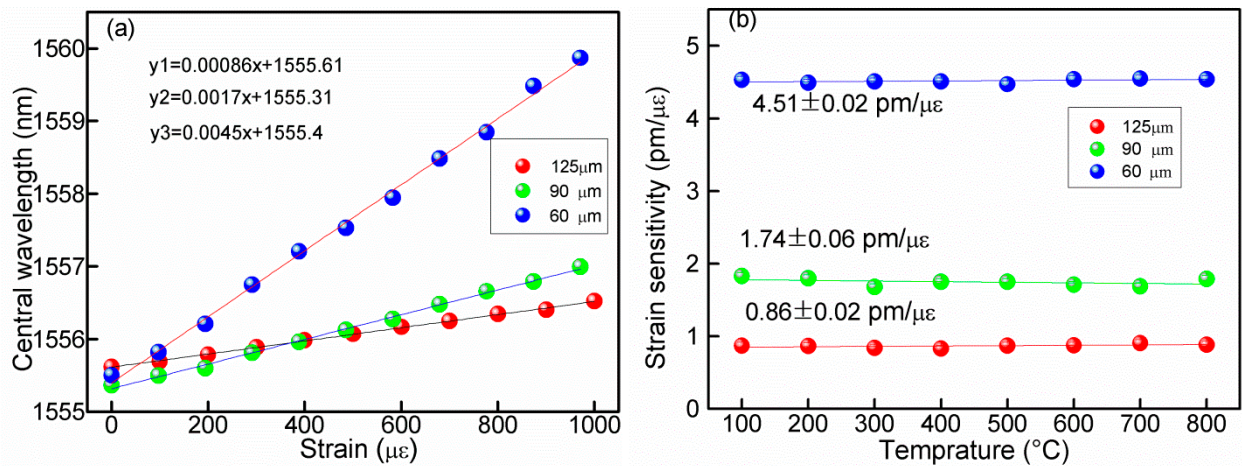 (a)
y1=0.00086x+1555.61
y2=0.0017x+1555.31
y3=0.0045x+1555.4
125μm
90 μm
60 μm
Central wavelength (nm)
1560
1559
1558
1557
1556
1555
0 200 400 600 800 1000
Strain (με)
(b)
4.51±0.02 pm/με
125μm
90 μm
60 μm
1.74±0.06 pm/με
0.86±0.02 pm/με
Strain sensitivity (pm/με)
5
4
3
2
1
0
100 200 300 400 500 600 700 800
Temprature (°C)